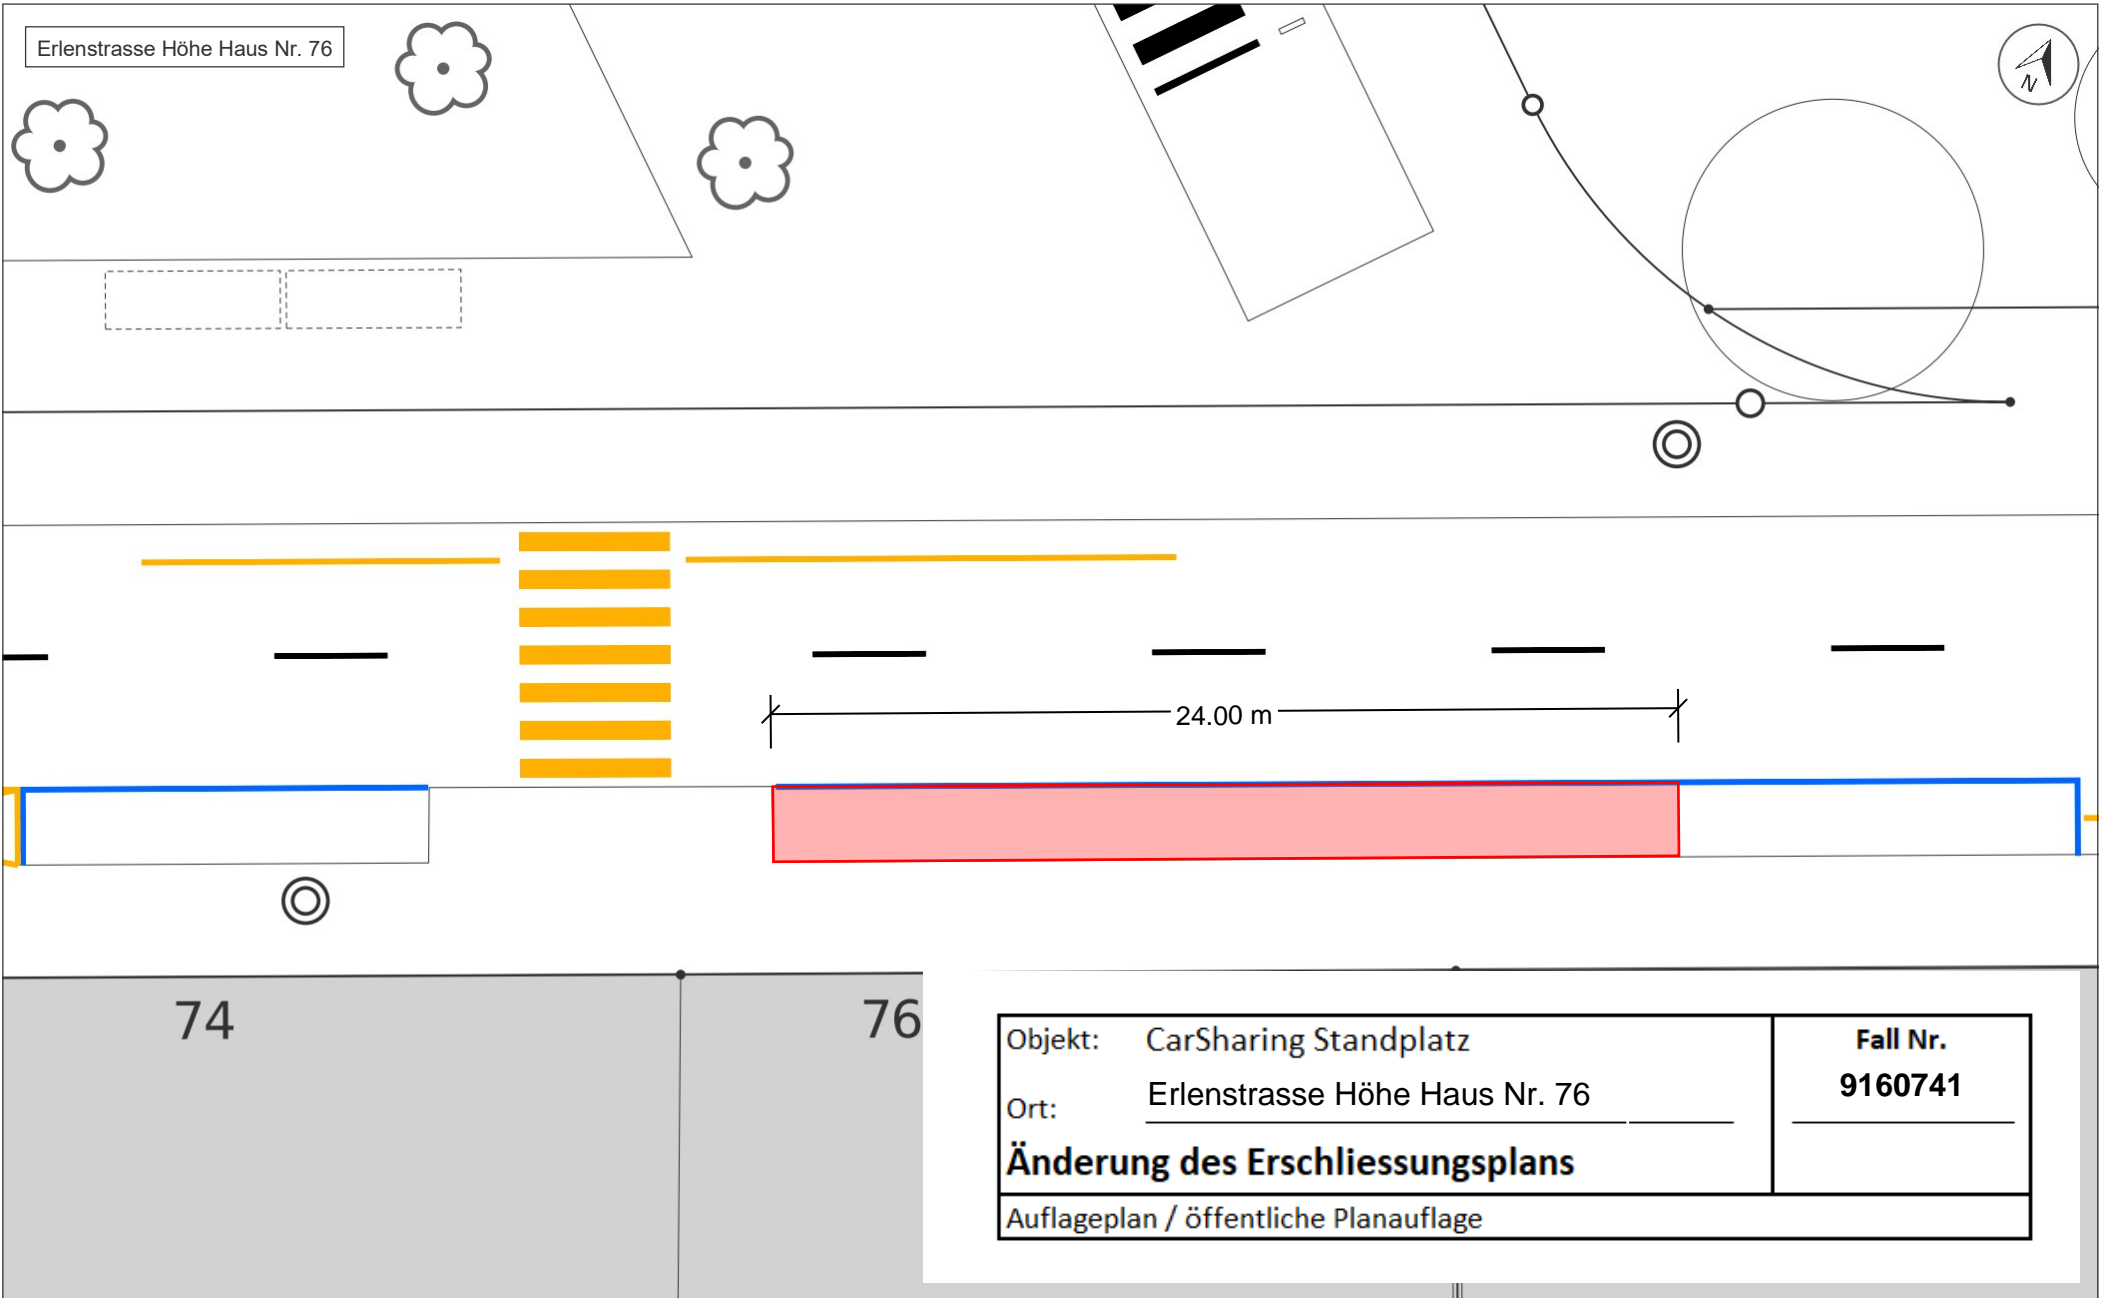 Erlenstrasse Höhe Haus Nr. 76
N
24.00 m
74
76
Objekt: CarSharing Standplatz
Fall Nr.
9160741
Ort: Erlenstrasse Höhe Haus Nr. 76
Änderung des Erschliessungsplans
Auflageplan / öffentliche Planauflage